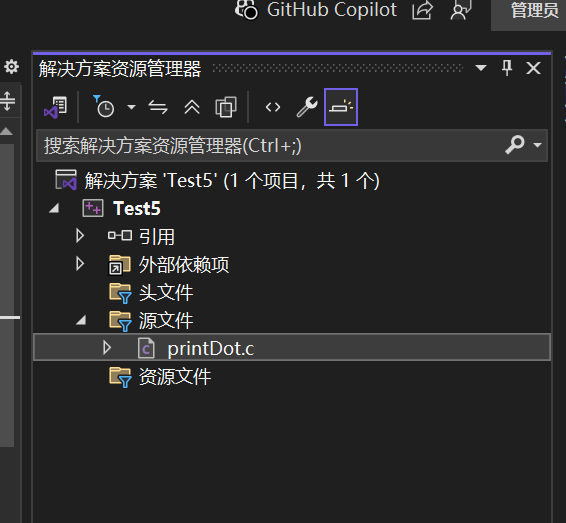 GitHub Copilot
管理员
解决方案资源管理器
搜索解决方案资源管理器(Ctrl+;)
解决方案 'Test5' (1 个项目，共 1 个)
Test5
引用
外部依赖项
头文件
源文件
printDot.c
资源文件